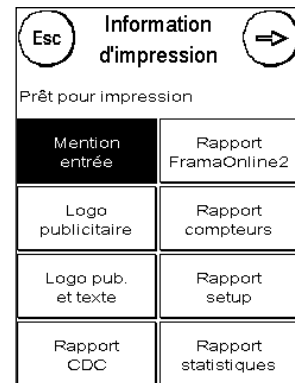 Esc
Information
d'impression
Prêt pour impression
Mention
entrée
Rapport
FramaOnline2
Logo
publicitaire
Rapport
compteurs
Logo pub.
et texte
Rapport
setup
Rapport
CDC
Rapport
statistiques